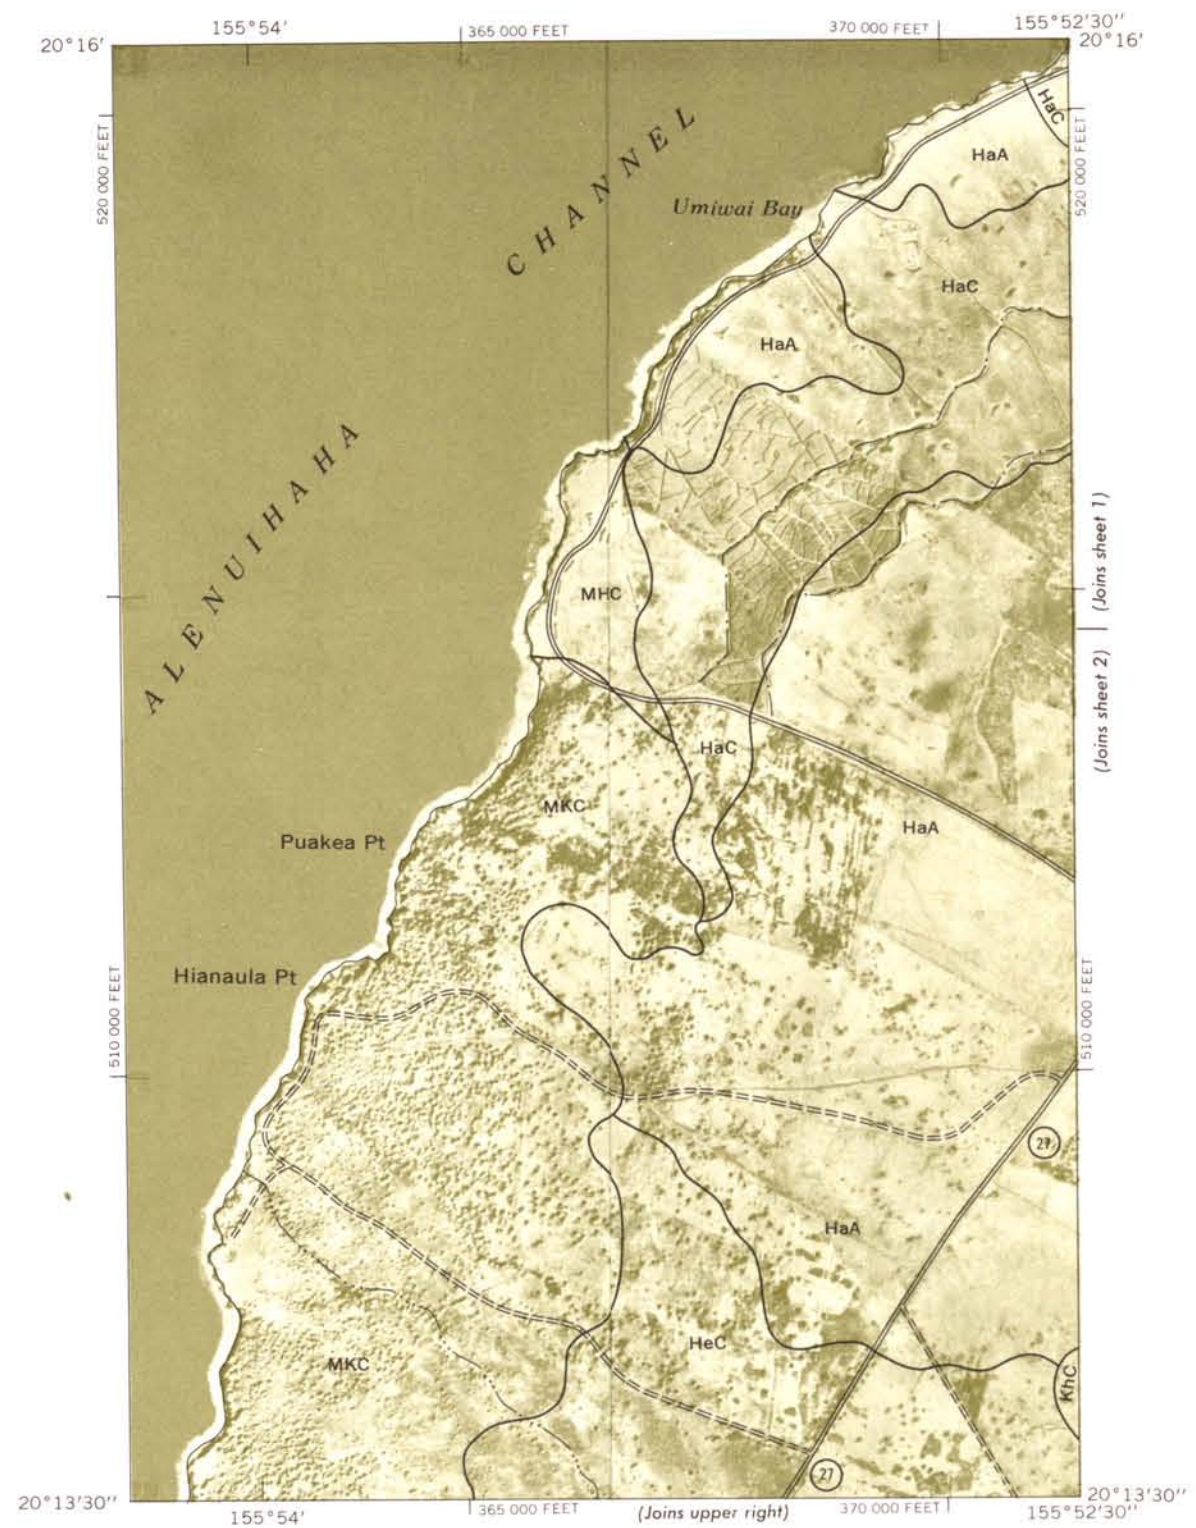 155°54'
365 000 FEET
370 000 FEET
155°52'30"
20°16'
20°16'
HaC
520 000 FEET
520 000 FEET
HaA
CHANNEL
Umiwai Bay
HaC
HaA
ALENUIHAHA
(Joins sheet 1)
MHC
(Joins sheet 2)
HaC
MKC
HaA
Puakea Pt
Hianaula Pt
510 000 FEET
510 000 FEET
27
HaA
HeC
MKC
KhC
27
20°13'30"
20°13'30"
155°54'
365 000 FEET
(Joins upper right)
370 000 FEET
155°52'30"